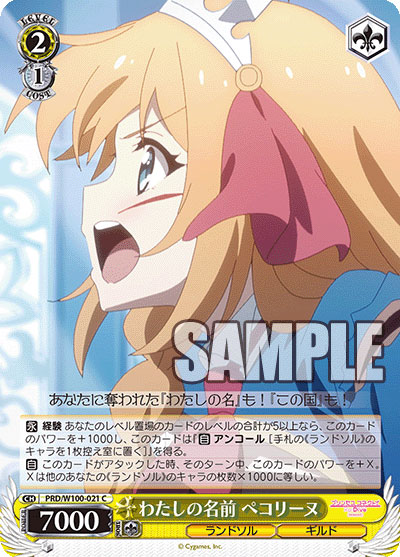 LEVEL
2
1
COST
SAMPLE
あなたに奪われた『わたしの名』も!『この国』も!
永 経験 あなたのレベル置場のカードのレベルの合計が5以上なら、このカード
のパワーを+1000し、このカードは『自 アンコール [手札の《ランドソル》の
キャラを1枚控え室に置く]』を得る。
自 このカードがアタックした時、そのターン中、このカードのパワーを+X。
Xは他のあなたの《ランドソル》のキャラの枚数×1000に等しい。
CH PRD/W100-021 C
わたしの名前 ペコリーヌ
POWER
7000
ランドソル
ギルド
© Cygames, Inc.